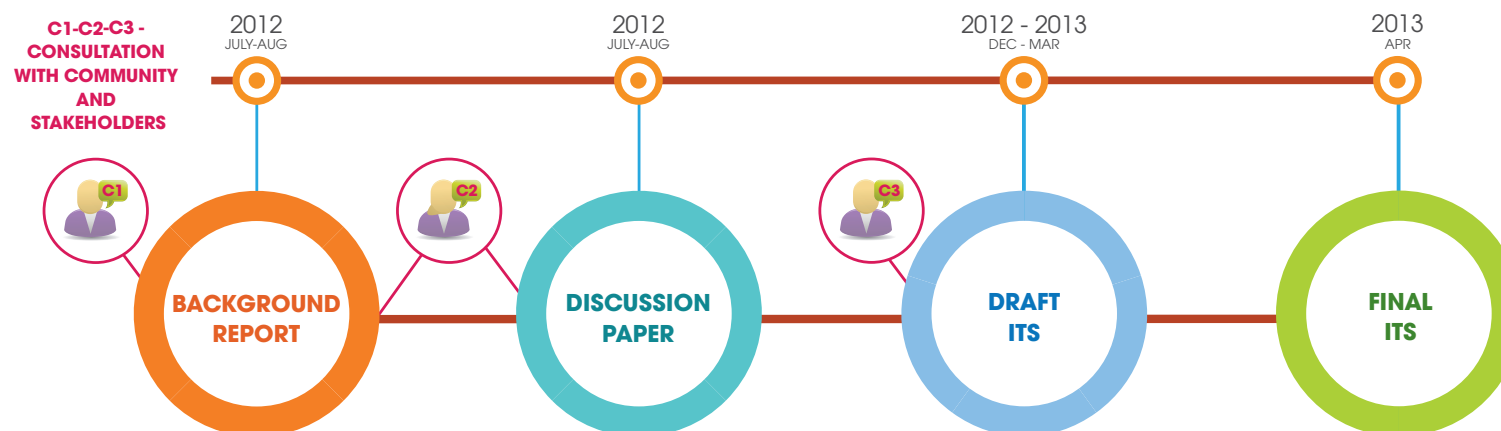 C1-C2-C3 -
CONSULTATION
WITH COMMUNITY
AND
STAKEHOLDERS
2012
JULY-AUG
2012
JULY-AUG
2012 - 2013
DEC - MAR
2013
APR
C1
C2
C3
BACKGROUND
REPORT
DISCUSSION
PAPER
DRAFT
ITS
FINAL
ITS